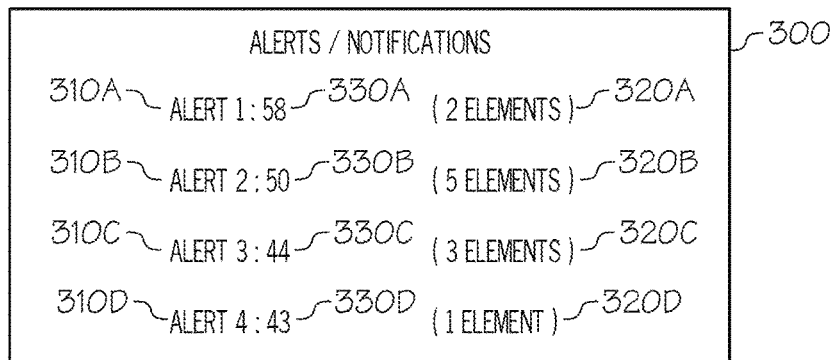 ALERTS / NOTIFICATIONS 300
310A ALERT 1 : 58 330A ( 2 ELEMENTS ) 320A
310B ALERT 2 : 50 330B ( 5 ELEMENTS ) 320B
310C ALERT 3 : 44 330C ( 3 ELEMENTS ) 320C
310D ALERT 4 : 43 330D ( 1 ELEMENT ) 320D